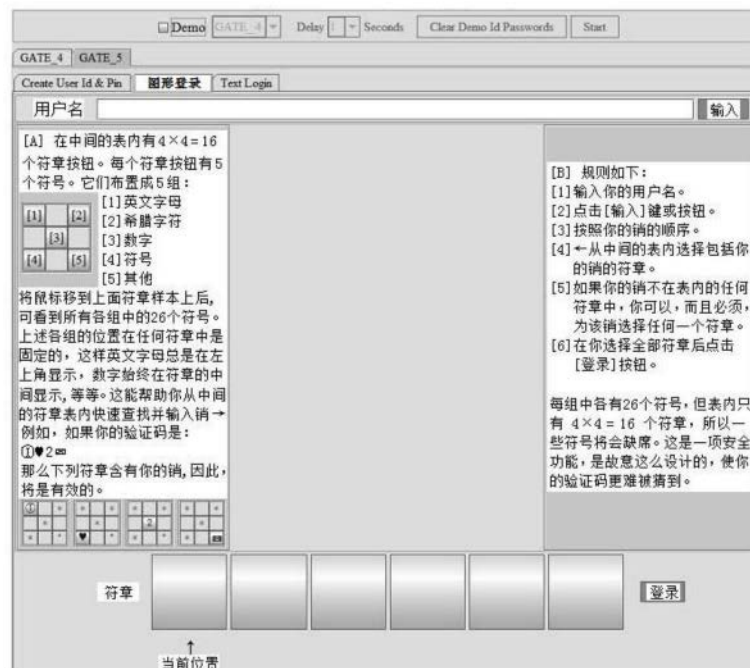 Demo GATE_4 Delay 1 Seconds Clear Demo Id Passwords Start
GATE_4 GATE_5
Create User Id & Pin 图形登录 Text Login
用户名 输入
[A] 在中间的表内有4×4=16
个符章按钮。每个符章按钮有5
个符号。它们布置成5组:
[1] [2]
[3]
[4] [5]
[1]英文字母
[2]希腊字符
[3]数字
[4]符号
[5]其他
将鼠标移到上面符章样本上后,
可看到所有各组中的26个符号。
上述各组的位置在任何符章中是
固定的，这样英文字母总是在左
上角显示，数字始终在符章的中
间显示,等等。这能帮助你从中间
的符章表内快速查找并输入销→
例如，如果你的验证码是:
①♥2✉
那么下列符章含有你的销,因此,
将是有效的。
① ♥ 2 ✉
[B] 规则如下:
[1]输入你的用户名。
[2]点击[输入]键或按钮。
[3]按照你的销的顺序。
[4]←从中间的表内选择包括你
的销的符章。
[5]如果你的销不在表内的任何
符章中，你可以，而且必须，
为该销选择任何一个符章。
[6]在你选择全部符章后点击
[登录]按钮。
每组中各有26个符号,但表内只
有 4×4＝16 个符章，所以一
些符号将会缺席。这是一项安全
功能，是故意这么设计的，使你
的验证码更难被猜到。
符章 登录
↑
当前位置